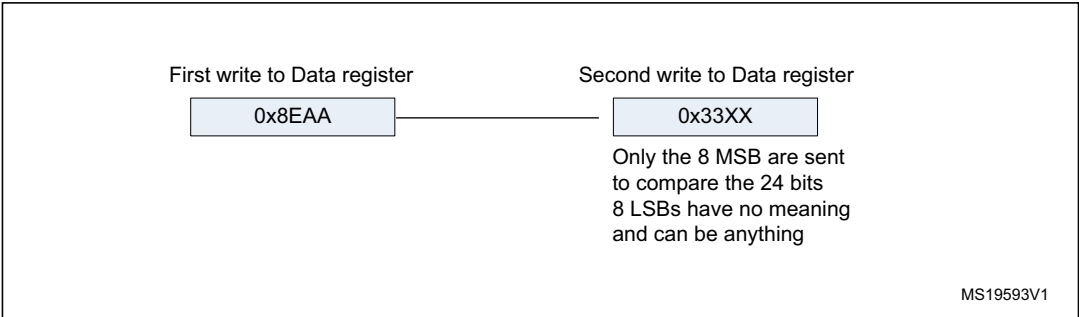 First write to Data register
Second write to Data register
0x8EAA
0x33XX
Only the 8 MSB are sent
to compare the 24 bits
8 LSBs have no meaning
and can be anything
MS19593V1